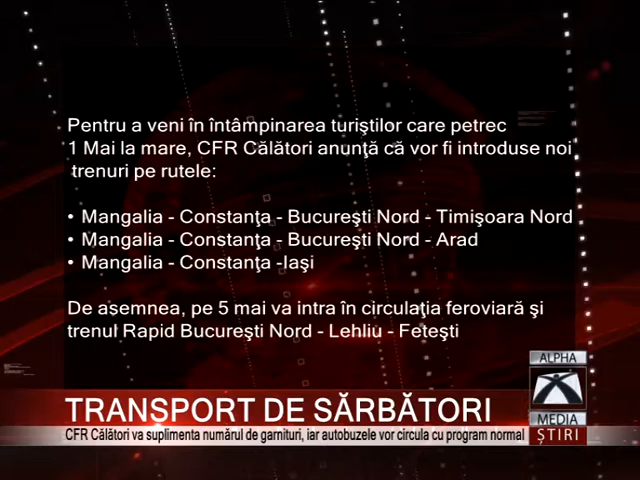 Pentru a veni în întâmpinarea turiştilor care petrec
1 Mai la mare, CFR Călători anunţă că vor fi introduse noi
trenuri pe rutele:
• Mangalia - Constanţa - Bucureşti Nord - Timişoara Nord
• Mangalia - Constanţa - Bucureşti Nord - Arad
• Mangalia - Constanţa -Iaşi
De asemnea, pe 5 mai va intra în circulaţia feroviară şi
trenul Rapid Bucureşti Nord - Lehliu - Feteşti
ALPHA
MEDIA
ŞTIRI
TRANSPORT DE SĂRBĂTORI
CFR Călători va suplimenta numărul de garnituri, iar autobuzele vor circula cu program normal